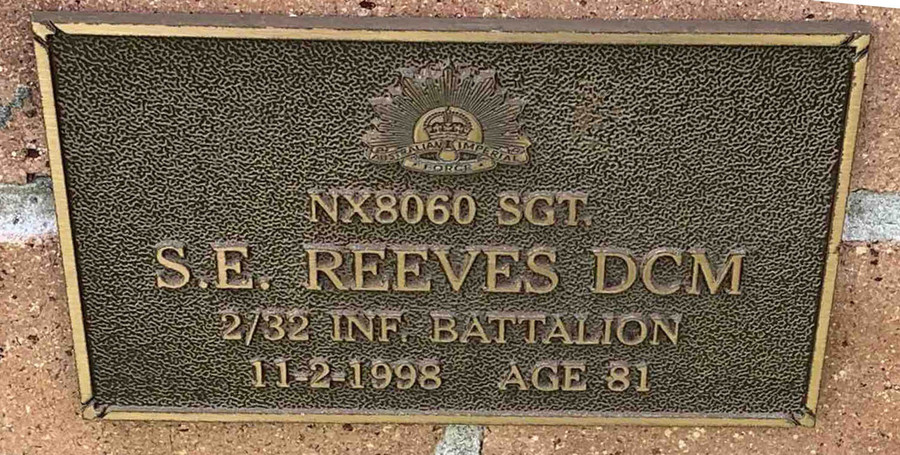 AUSTRALIAN IMPERIAL
FORCE
NX8060 SGT.
S.E. REEVES DCM
2/32 INF. BATTALION
11-2-1998 AGE 81